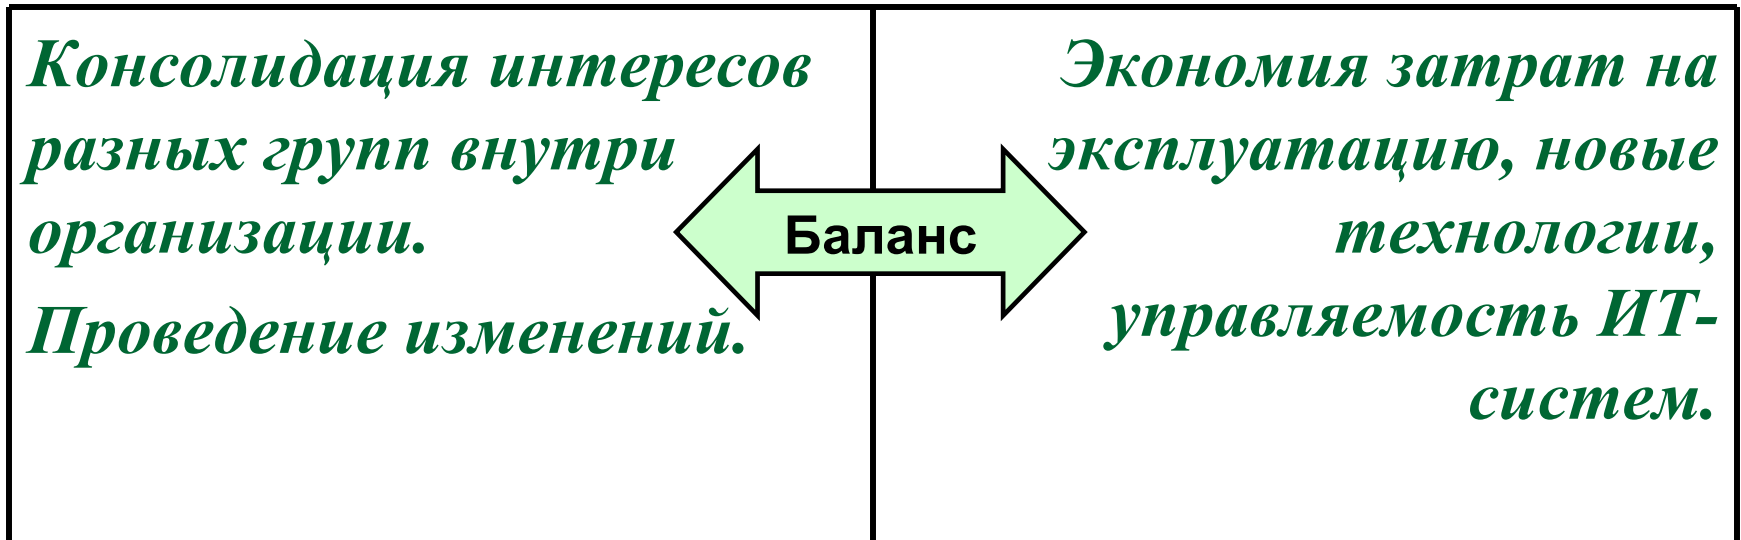 Консолидация интересов
разных групп внутри
организации.
Проведение изменений.
Баланс
Экономия затрат на
эксплуатацию, новые
технологии,
управляемость ИТ-
систем.